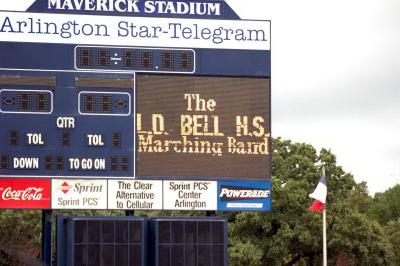 MAVERICK STADIUM
Arlington Star-Telegram
The
L.D. BELL H.S.
Marching Band
QTR
TOL TOL
DOWN TO GO ON
Coca-Cola
Sprint
Sprint PCS
The Clear
Alternative
to Cellular
Sprint PCS
Center
Arlington
POWERADE